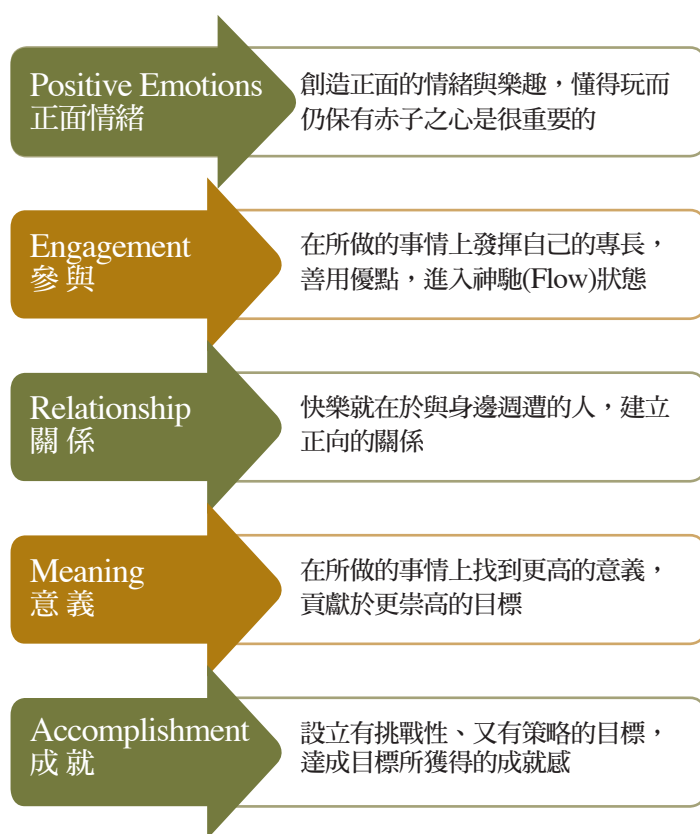 Positive Emotions
正面情緒
創造正面的情緒與樂趣，懂得玩而
仍保有赤子之心是很重要的
Engagement
參 與
在所做的事情上發揮自己的專長，
善用優點，進入神馳(Flow)狀態
Relationship
關 係
快樂就在於與身邊週遭的人，建立
正向的關係
Meaning
意 義
在所做的事情上找到更高的意義，
貢獻於更崇高的目標
Accomplishment
成 就
設立有挑戰性、又有策略的目標，
達成目標所獲得的成就感